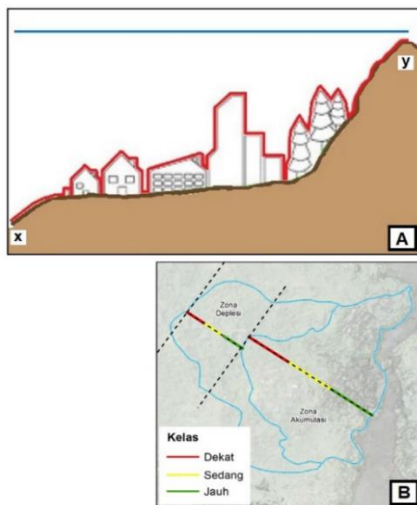 y
x
A
Zona
Deplesi
Zona
Akumulasi
Kelas
Dekat
Sedang
Jauh
B